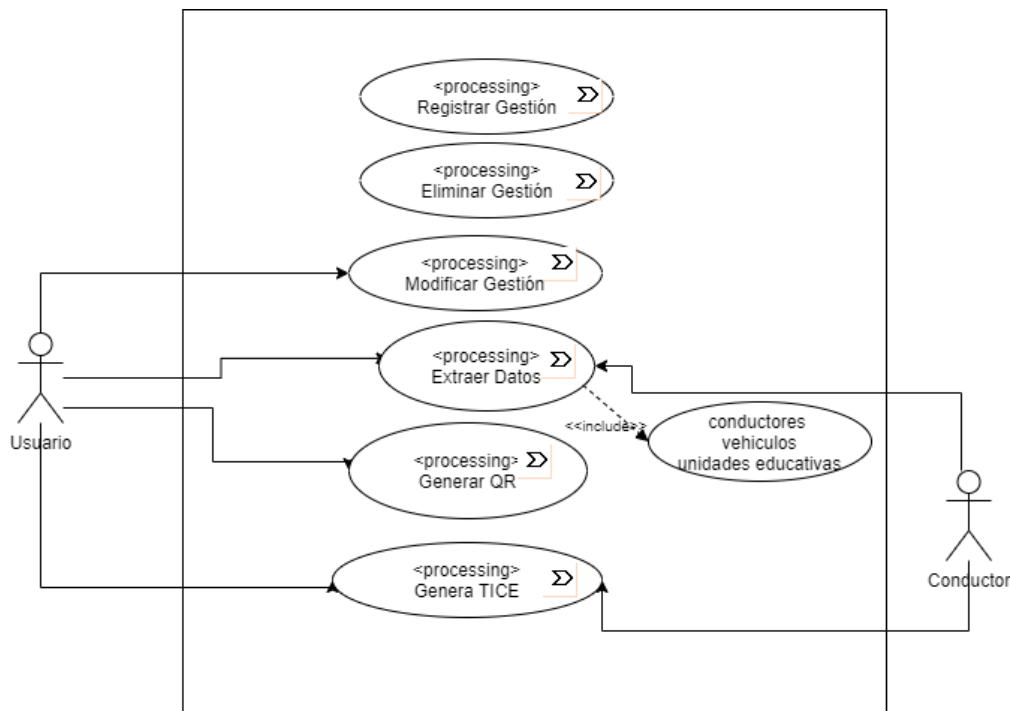 <processing>
Registrar Gestión
<processing>
Eliminar Gestión
<processing>
Modificar Gestión
<processing>
Extraer Datos
<<include>>
conductores
vehiculos
unidades educativas
Usuario
<processing>
Generar QR
<processing>
Genera TICE
Conductor